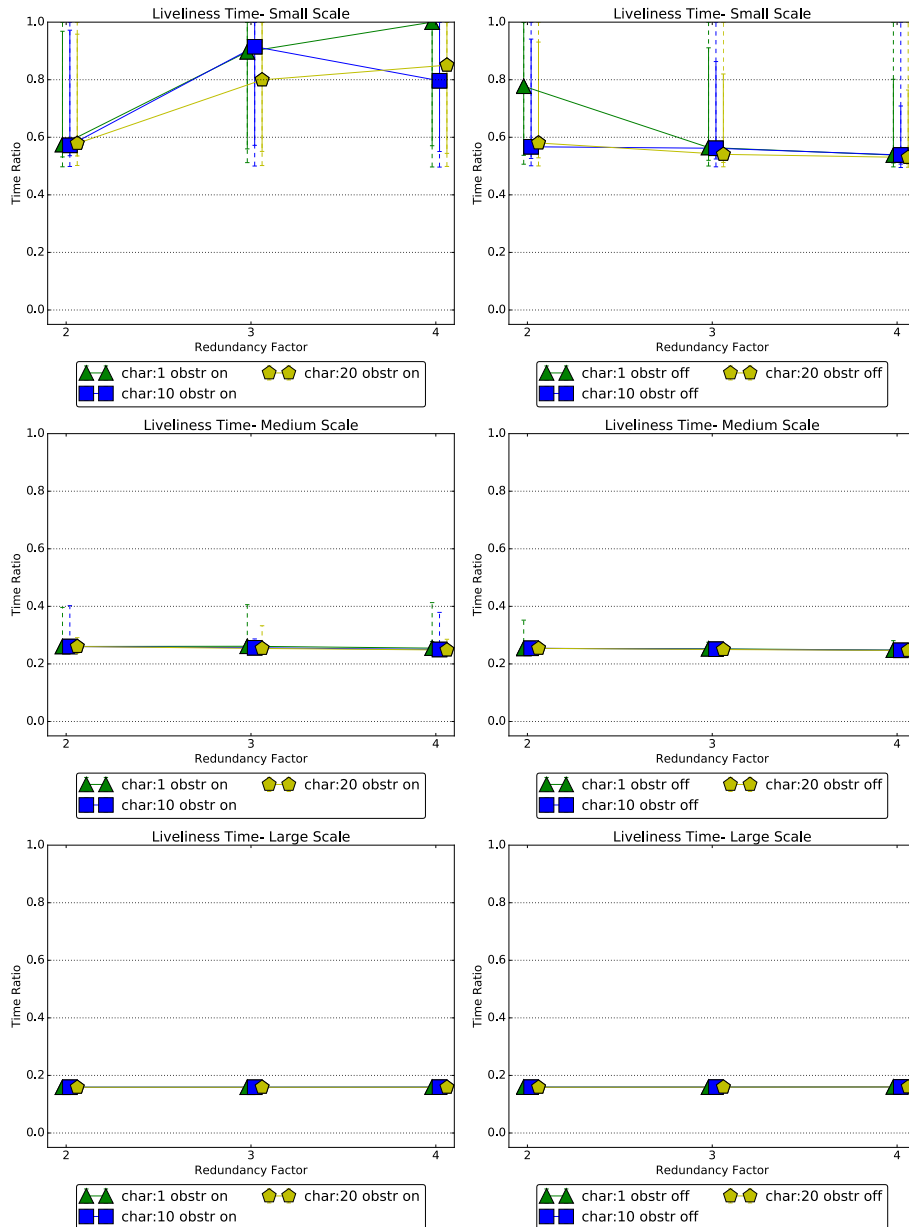 Liveliness Time- Small Scale
1.0
0.8
0.6
0.4
0.2
0.0
Time Ratio
2 3 4
Redundancy Factor
char:1 obstr on char:20 obstr on
char:10 obstr on
Liveliness Time- Small Scale
1.0
0.8
0.6
0.4
0.2
0.0
Time Ratio
2 3 4
Redundancy Factor
char:1 obstr off char:20 obstr off
char:10 obstr off
Liveliness Time- Medium Scale
1.0
0.8
0.6
0.4
0.2
0.0
Time Ratio
2 3 4
Redundancy Factor
char:1 obstr on char:20 obstr on
char:10 obstr on
Liveliness Time- Medium Scale
1.0
0.8
0.6
0.4
0.2
0.0
Time Ratio
2 3 4
Redundancy Factor
char:1 obstr off char:20 obstr off
char:10 obstr off
Liveliness Time- Large Scale
1.0
0.8
0.6
0.4
0.2
0.0
Time Ratio
2 3 4
Redundancy Factor
char:1 obstr on char:20 obstr on
char:10 obstr on
Liveliness Time- Large Scale
1.0
0.8
0.6
0.4
0.2
0.0
Time Ratio
2 3 4
Redundancy Factor
char:1 obstr off char:20 obstr off
char:10 obstr off